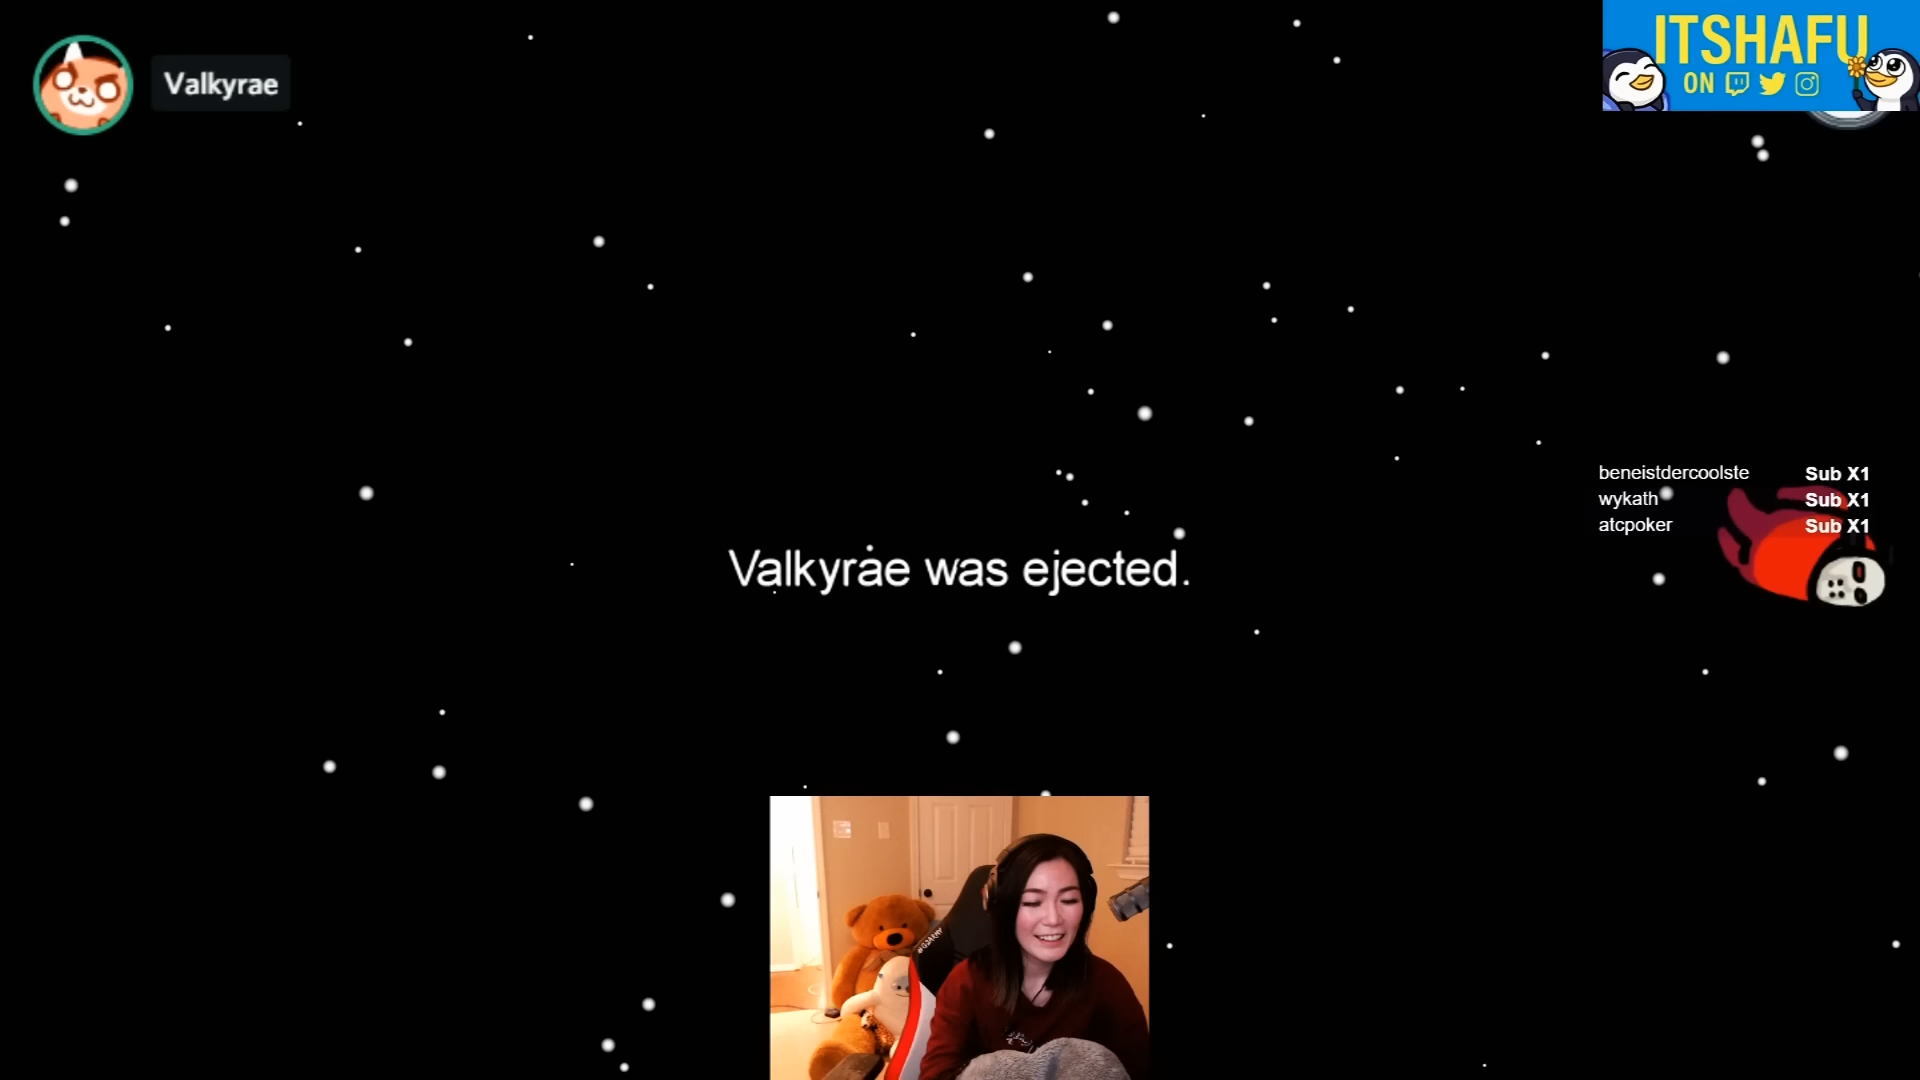 Valkyrae
ITSHAFU
ON
beneistdercoolste Sub X1
wykath Sub X1
atcpoker Sub X1
Valkyrae was ejected.